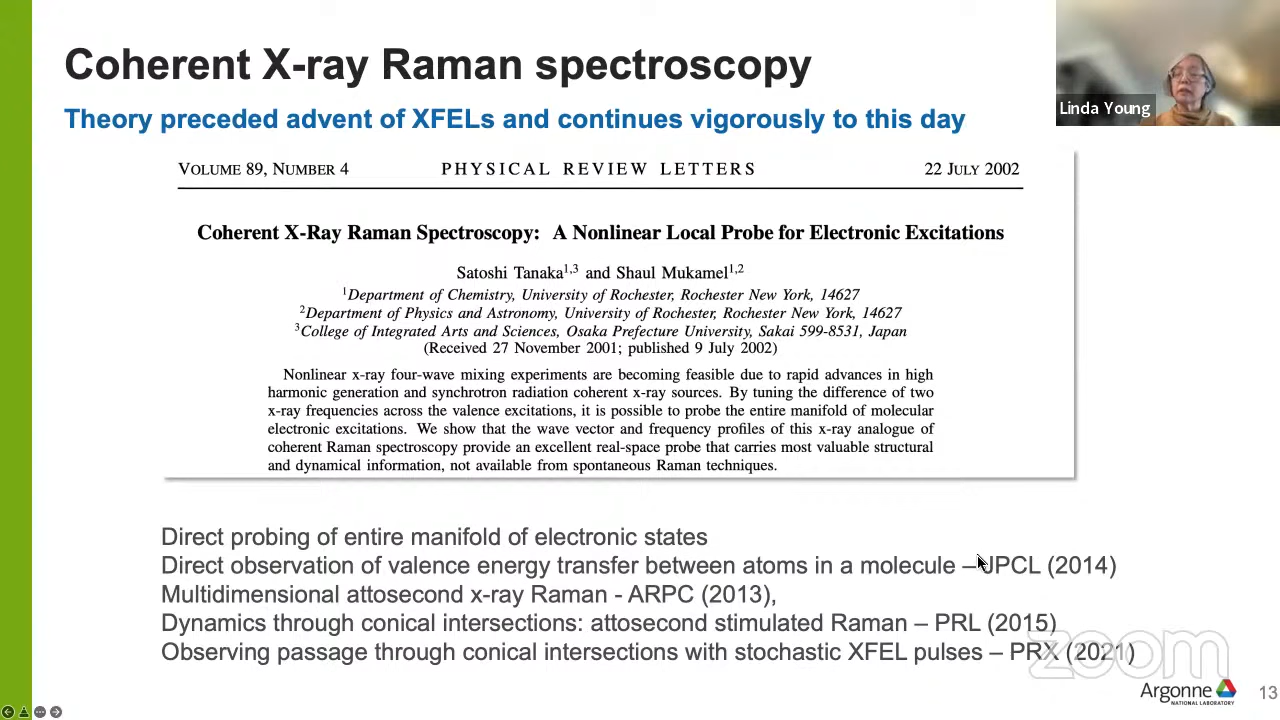 Coherent X-ray Raman spectroscopy
Linda Young
Theory preceded advent of XFELs and continues vigorously to this day
VOLUME 89, NUMBER 4 PHYSICAL REVIEW LETTERS 22 JULY 2002
Coherent X-Ray Raman Spectroscopy: A Nonlinear Local Probe for Electronic Excitations
Satoshi Tanaka1,3 and Shaul Mukamel1,2
1Department of Chemistry, University of Rochester, Rochester New York, 14627
2Department of Physics and Astronomy, University of Rochester, Rochester New York, 14627
3College of Integrated Arts and Sciences, Osaka Prefecture University, Sakai 599-8531, Japan
(Received 27 November 2001; published 9 July 2002)
Nonlinear x-ray four-wave mixing experiments are becoming feasible due to rapid advances in high
harmonic generation and synchrotron radiation coherent x-ray sources. By tuning the difference of two
x-ray frequencies across the valence excitations, it is possible to probe the entire manifold of molecular
electronic excitations. We show that the wave vector and frequency profiles of this x-ray analogue of
coherent Raman spectroscopy provide an excellent real-space probe that carries most valuable structural
and dynamical information, not available from spontaneous Raman techniques.
Direct probing of entire manifold of electronic states
Direct observation of valence energy transfer between atoms in a molecule – JPCL (2014)
Multidimensional attosecond x-ray Raman - ARPC (2013),
Dynamics through conical intersections: attosecond stimulated Raman – PRL (2015)
Observing passage through conical intersections with stochastic XFEL pulses – PRX (2021)
zoom
Argonne
NATIONAL LABORATORY
13